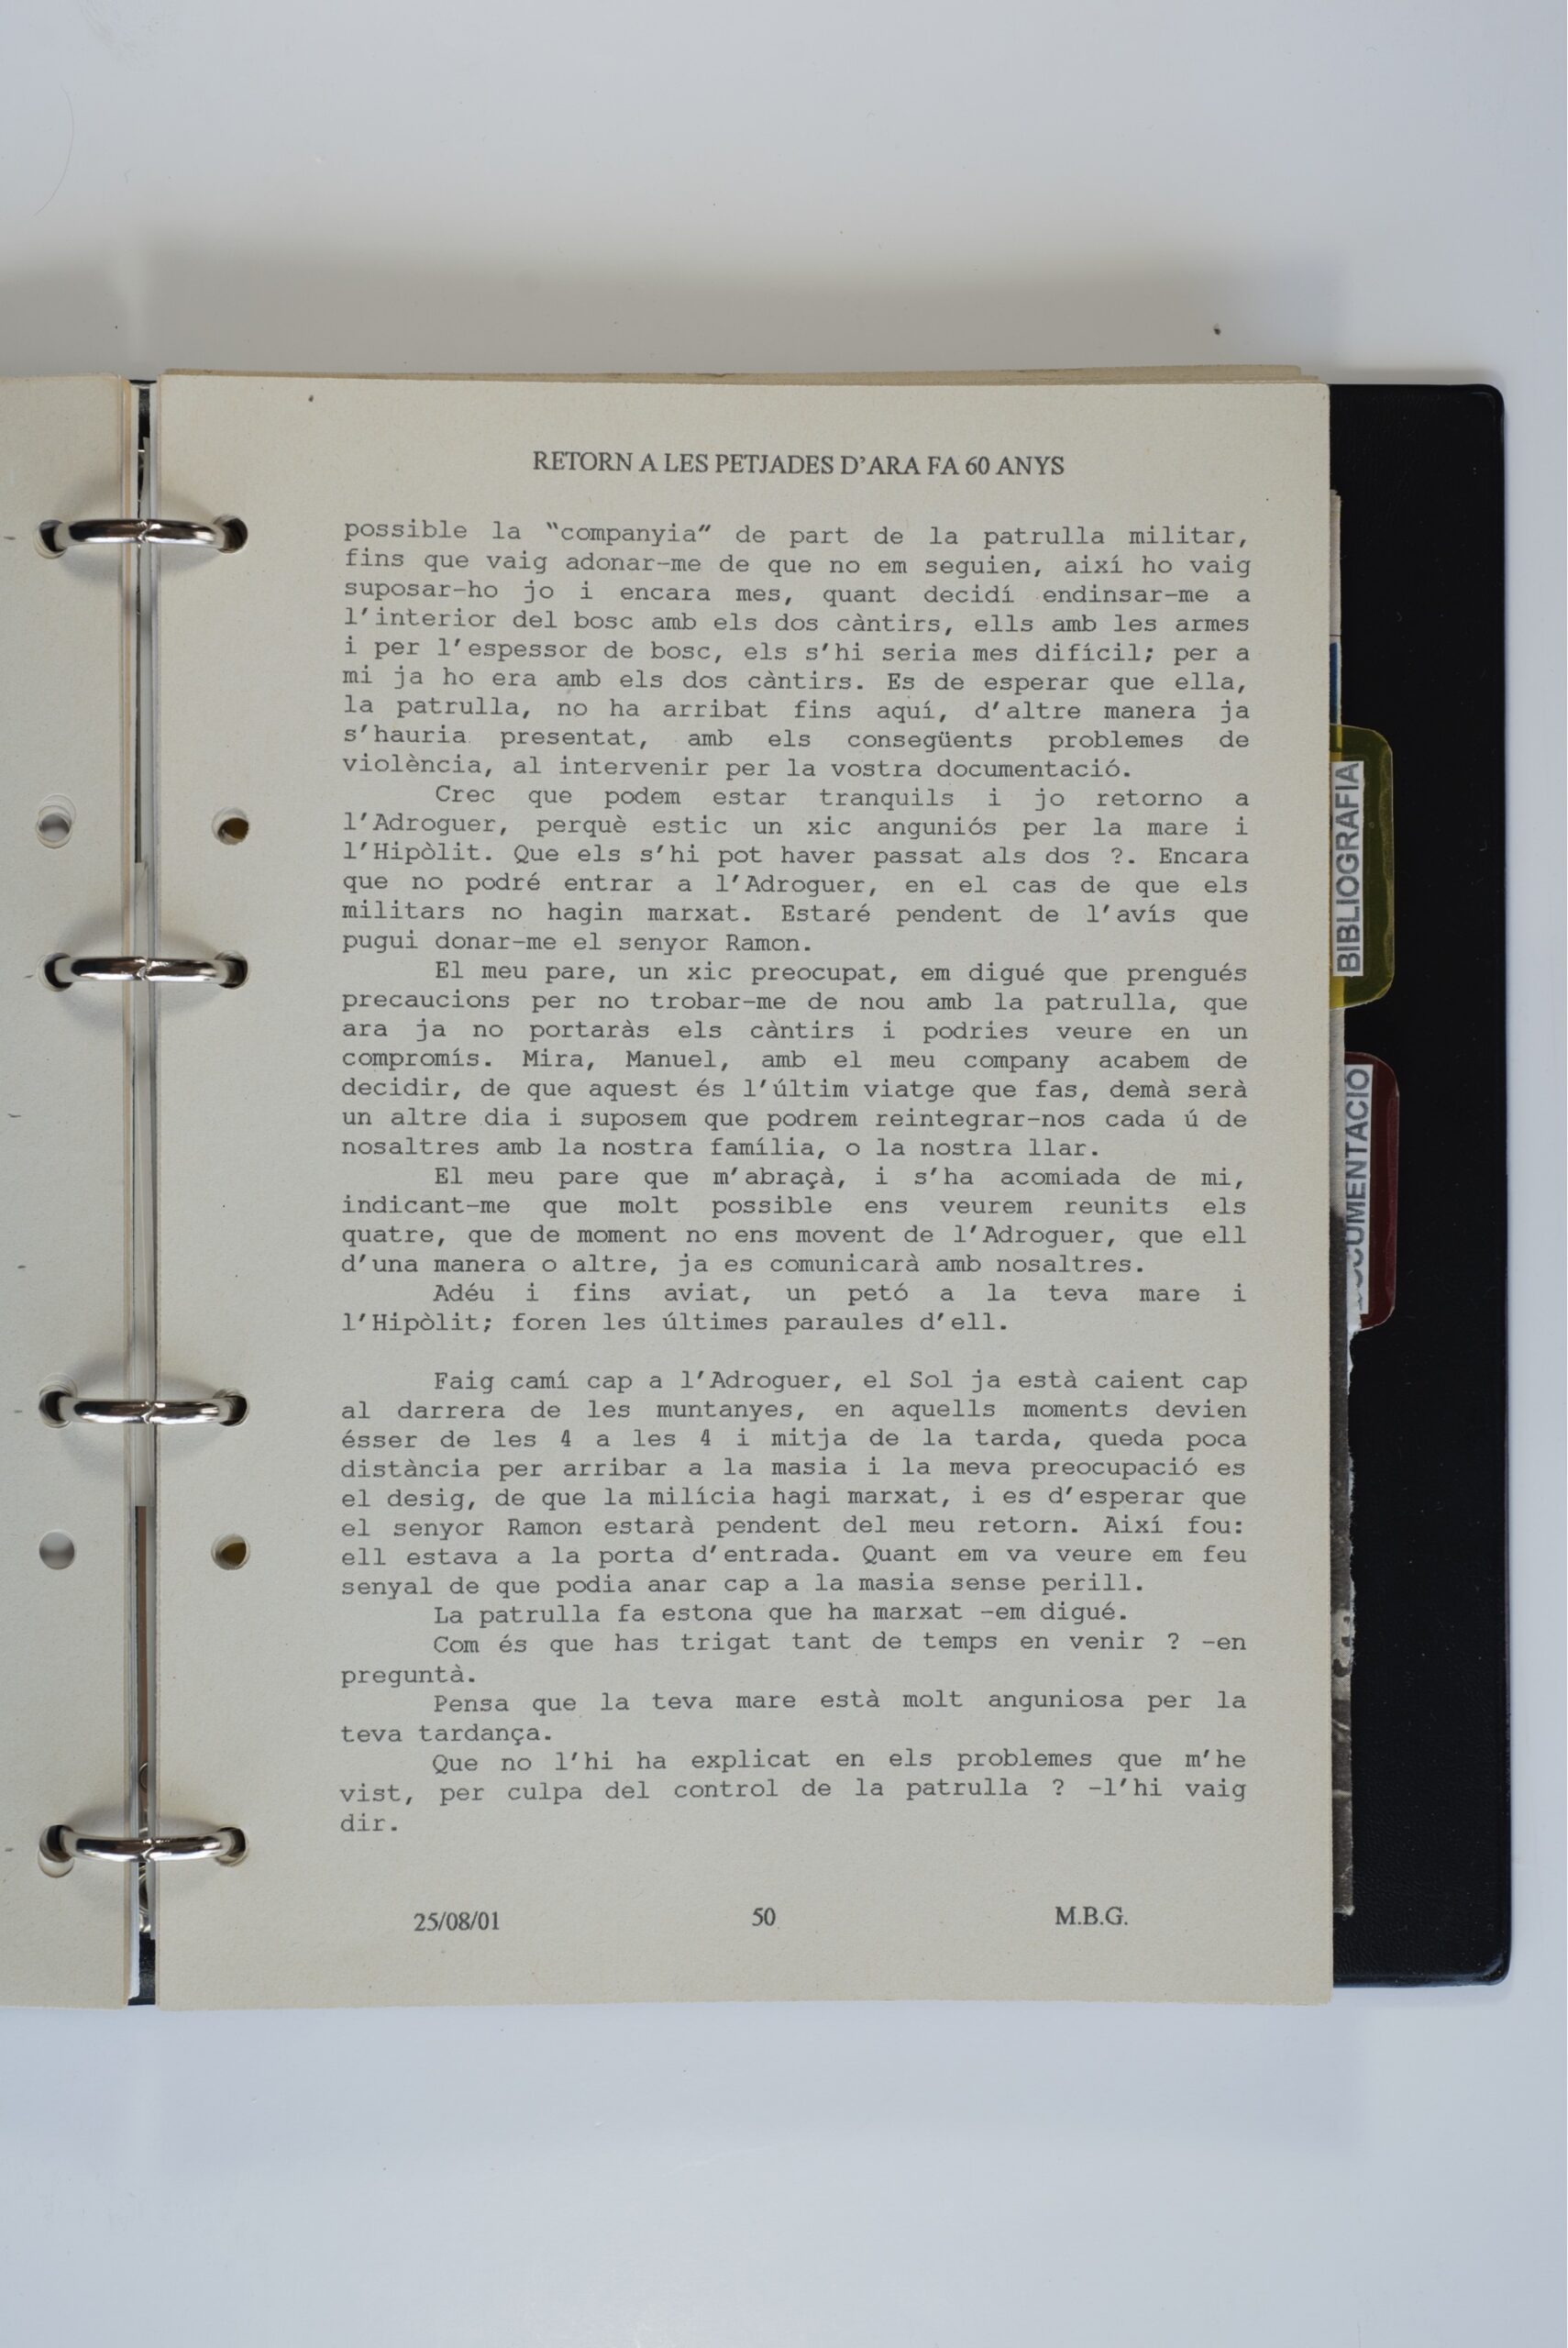 RETORN A LES PETJADES D'ARA FA 60 ANYS
possible la “companyia” de part de la patrulla militar,
fins que vaig adonar-me de que no em seguien, així ho vaig
suposar-ho jo i encara mes, quant decidí endinsar-me a
l'interior del bosc amb els dos càntirs, ells amb les armes
i per l'espessor de bosc, els s'hi seria mes difícil; per a
mi ja ho era amb els dos càntirs. Es de esperar que ella,
la patrulla, no ha arribat fins aquí, d'altre manera ja
s'hauria presentat, amb els consegüents problemes de
violència, al intervenir per la vostra documentació.
Crec que podem estar tranquils i jo retorno a
l'Adroguer, perquè estic un xic anguniós per la mare i
l'Hipòlit. Que els s'hi pot haver passat als dos ?. Encara
que no podré entrar a l'Adroguer, en el cas de que els
militars no hagin marxat. Estaré pendent de l'avís que
pugui donar-me el senyor Ramon.
El meu pare, un xic preocupat, em digué que prengués
precaucions per no trobar-me de nou amb la patrulla, que
ara ja no portaràs els càntirs i podries veure en un
compromís. Mira, Manuel, amb el meu company acabem de
decidir, de que aquest és l'últim viatge que fas, demà serà
un altre dia i suposem que podrem reintegrar-nos cada ú de
nosaltres amb la nostra família, o la nostra llar.
El meu pare que m'abraçà, i s'ha acomiada de mi,
indicant-me que molt possible ens veurem reunits els
quatre, que de moment no ens movent de l'Adroguer, que ell
d'una manera o altre, ja es comunicarà amb nosaltres.
Adéu i fins aviat, un petó a la teva mare i
l'Hipòlit; foren les últimes paraules d'ell.
Faig camí cap a l'Adroguer, el Sol ja està caient cap
al darrera de les muntanyes, en aquells moments devien
ésser de les 4 a les 4 i mitja de la tarda, queda poca
distància per arribar a la masia i la meva preocupació es
el desig, de que la milícia hagi marxat, i es d'esperar que
el senyor Ramon estarà pendent del meu retorn. Així fou:
ell estava a la porta d'entrada. Quant em va veure em feu
senyal de que podia anar cap a la masia sense perill.
La patrulla fa estona que ha marxat -em digué.
Com és que has trigat tant de temps en venir ? -en
preguntà.
Pensa que la teva mare està molt anguniosa per la
teva tardança.
Que no l'hi ha explicat en els problemes que m'he
vist, per culpa del control de la patrulla ? -l'hi vaig
dir.
25/08/01 50 M.B.G.
BIBLIOGRAFIA